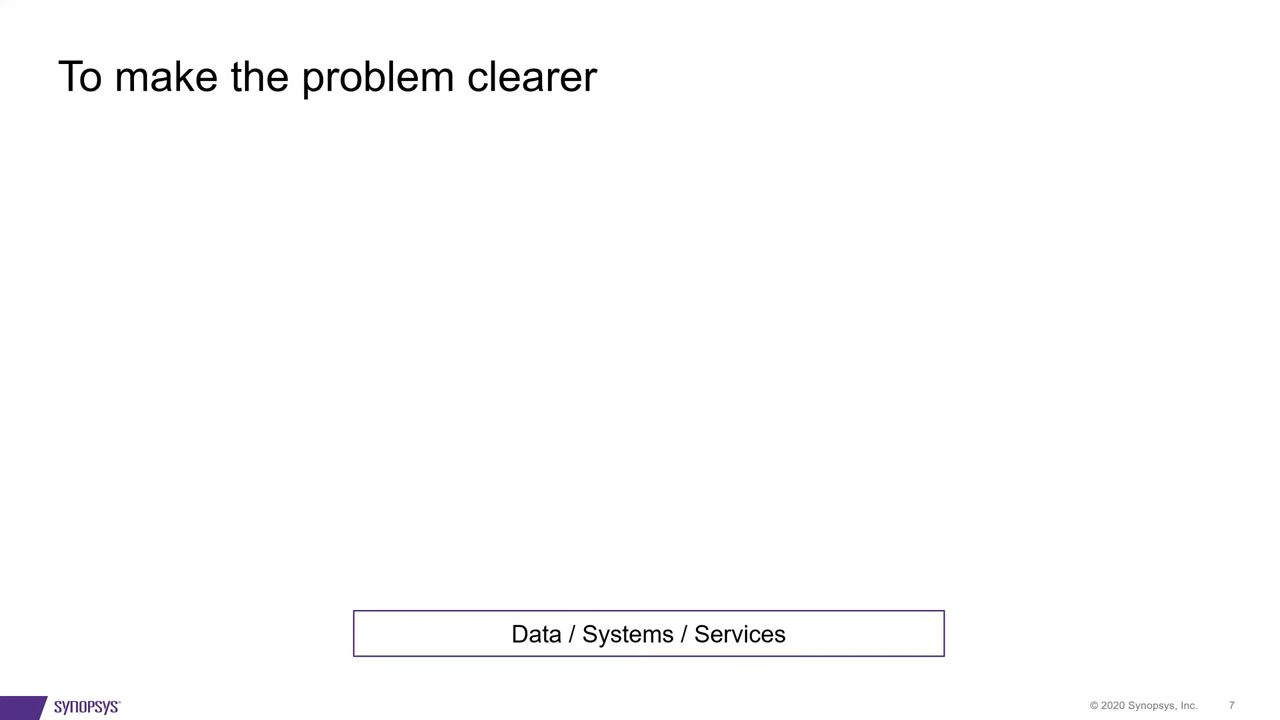 To make the problem clearer
Data / Systems / Services
SYNOPSYS®
© 2020 Synopsys, Inc. 7